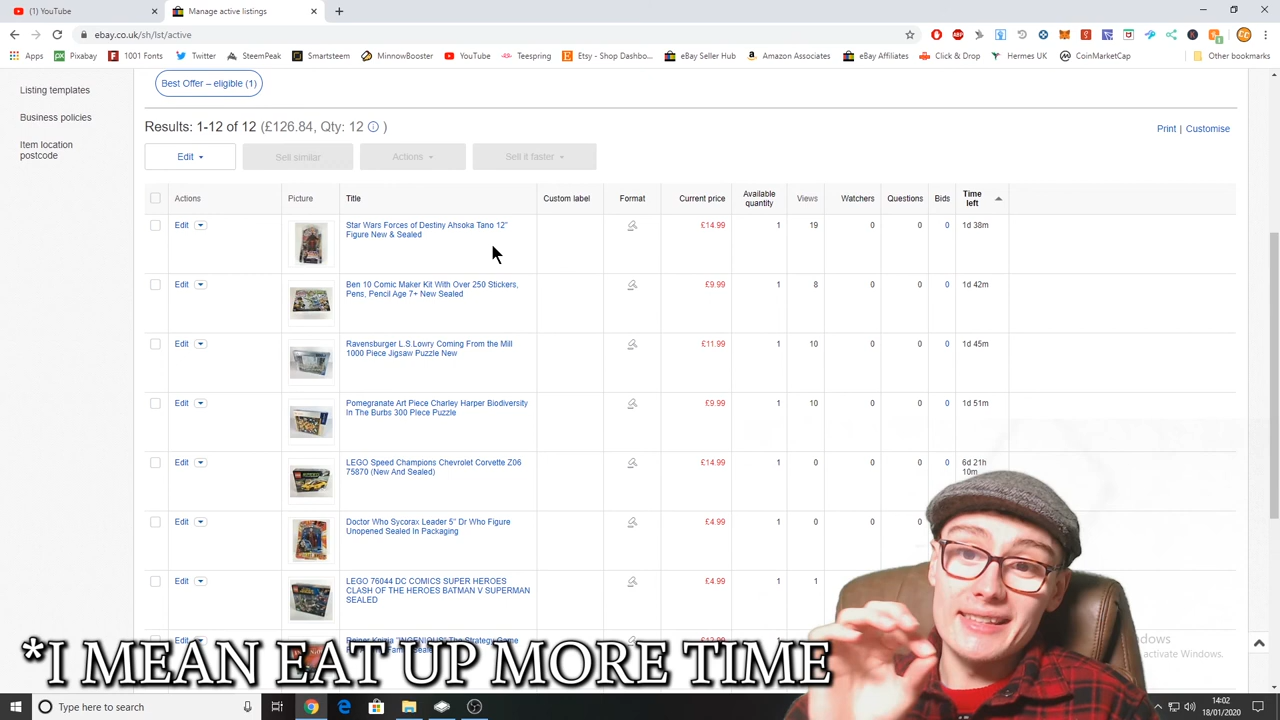 (1) YouTube
Manage active listings
ebay.co.uk/sh/lst/active
Apps Pixabay 1001 Fonts Twitter SteemPeak Smartsteem MinnowBooster YouTube Teespring Etsy - Shop Dashbo... eBay Seller Hub Amazon Associates eBay Affiliates Click & Drop Hermes UK CoinMarketCap Other bookmarks
Listing templates
Business policies
Item location
postcode
Best Offer – eligible (1)
Results: 1-12 of 12 (£126.84, Qty: 12 )
Print | Customise
Edit Sell similar Actions Sell it faster
Actions Picture Title Custom label Format Current price Available quantity Views Watchers Questions Bids Time left
Edit Star Wars Forces of Destiny Ahsoka Tano 12" £14.99 1 19 0 0 0 1d 38m
Figure New & Sealed
Edit Ben 10 Comic Maker Kit With Over 250 Stickers, £9.99 1 8 0 0 0 1d 42m
Pens, Pencil Age 7+ New Sealed
Edit Ravensburger L.S.Lowry Coming From the Mill £11.99 1 10 0 0 0 1d 45m
1000 Piece Jigsaw Puzzle New
Edit Pomegranate Art Piece Charley Harper Biodiversity £9.99 1 10 0 0 0 1d 51m
In The Burbs 300 Piece Puzzle
Edit LEGO Speed Champions Chevrolet Corvette Z06 £14.99 1 0 0 0 0 6d 21h
75870 (New And Sealed) 10m
Edit Doctor Who Sycorax Leader 5" Dr Who Figure £4.99 1 0 0 0
Unopened Sealed In Packaging
Edit LEGO 76044 DC COMICS SUPER HEROES £4.99 1 1
CLASH OF THE HEROES BATMAN V SUPERMAN
SEALED
*I MEAN EAT UP MORE TIME
activate Windows.
Type here to search
14:02
18/01/2020